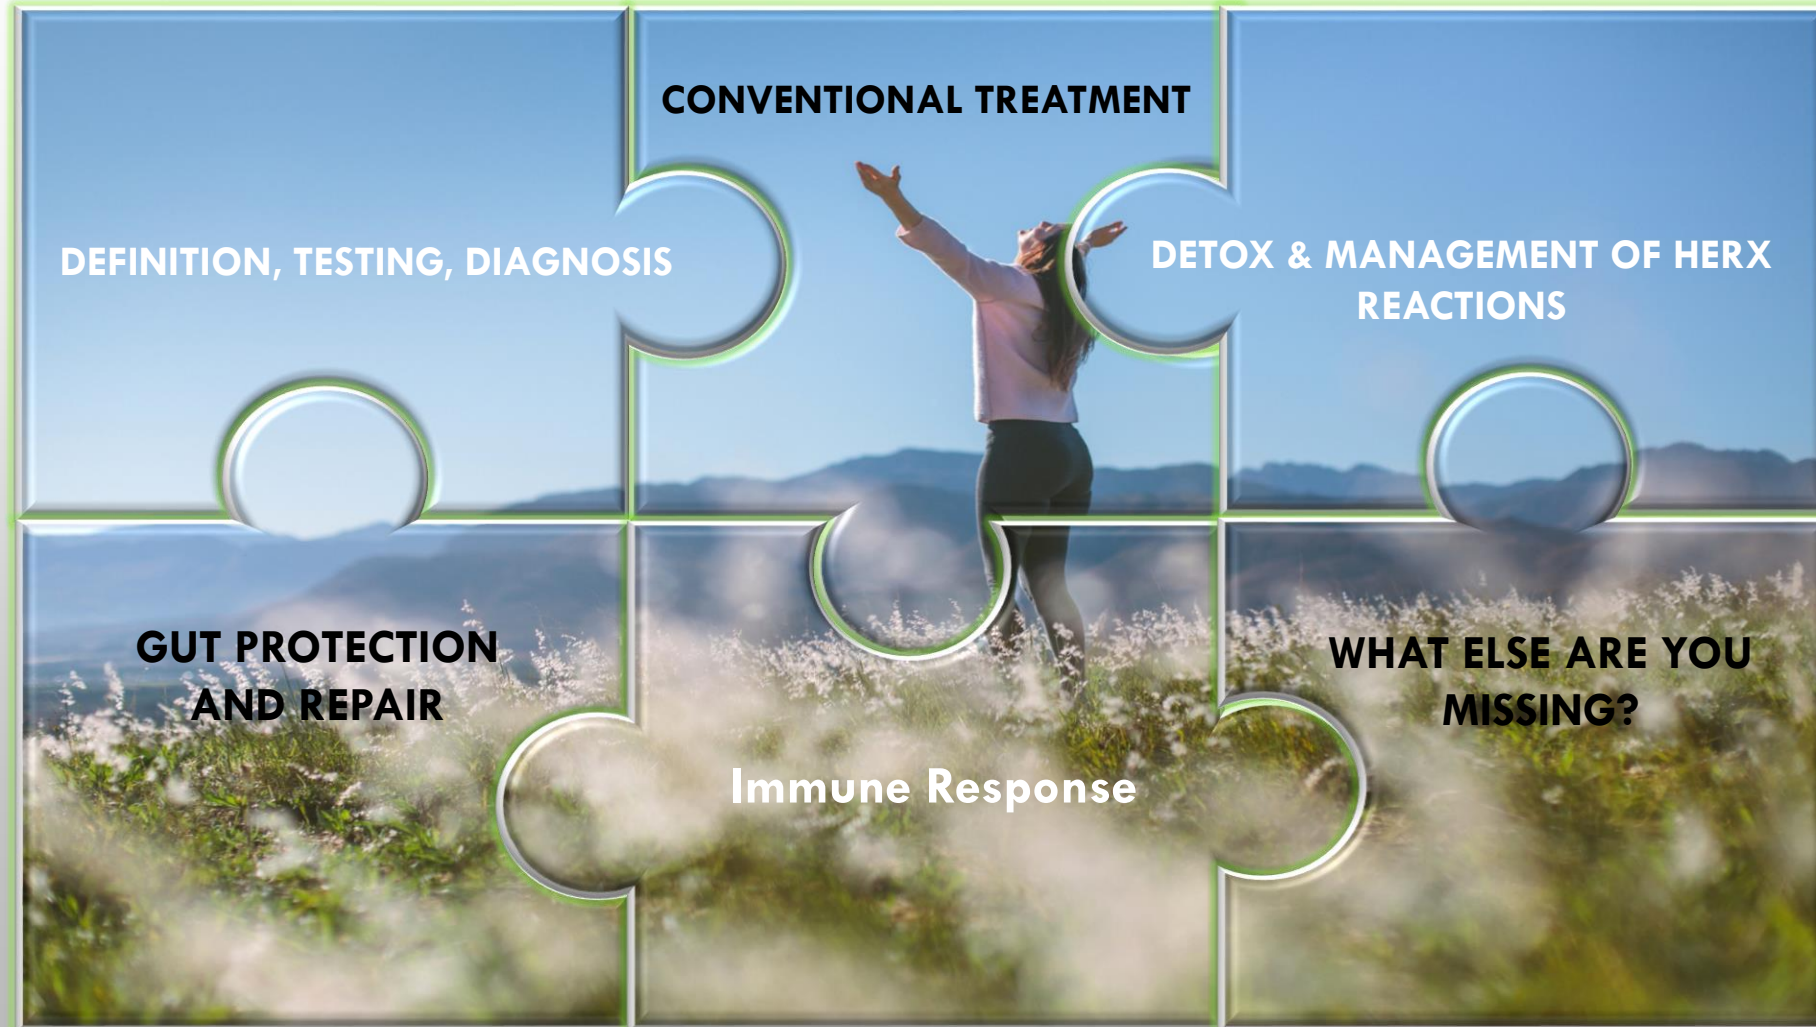 CONVENTIONAL TREATMENT
DEFINITION, TESTING, DIAGNOSIS
DETOX & MANAGEMENT OF HERX
REACTIONS
GUT PROTECTION
AND REPAIR
Immune Response
WHAT ELSE ARE YOU
MISSING?